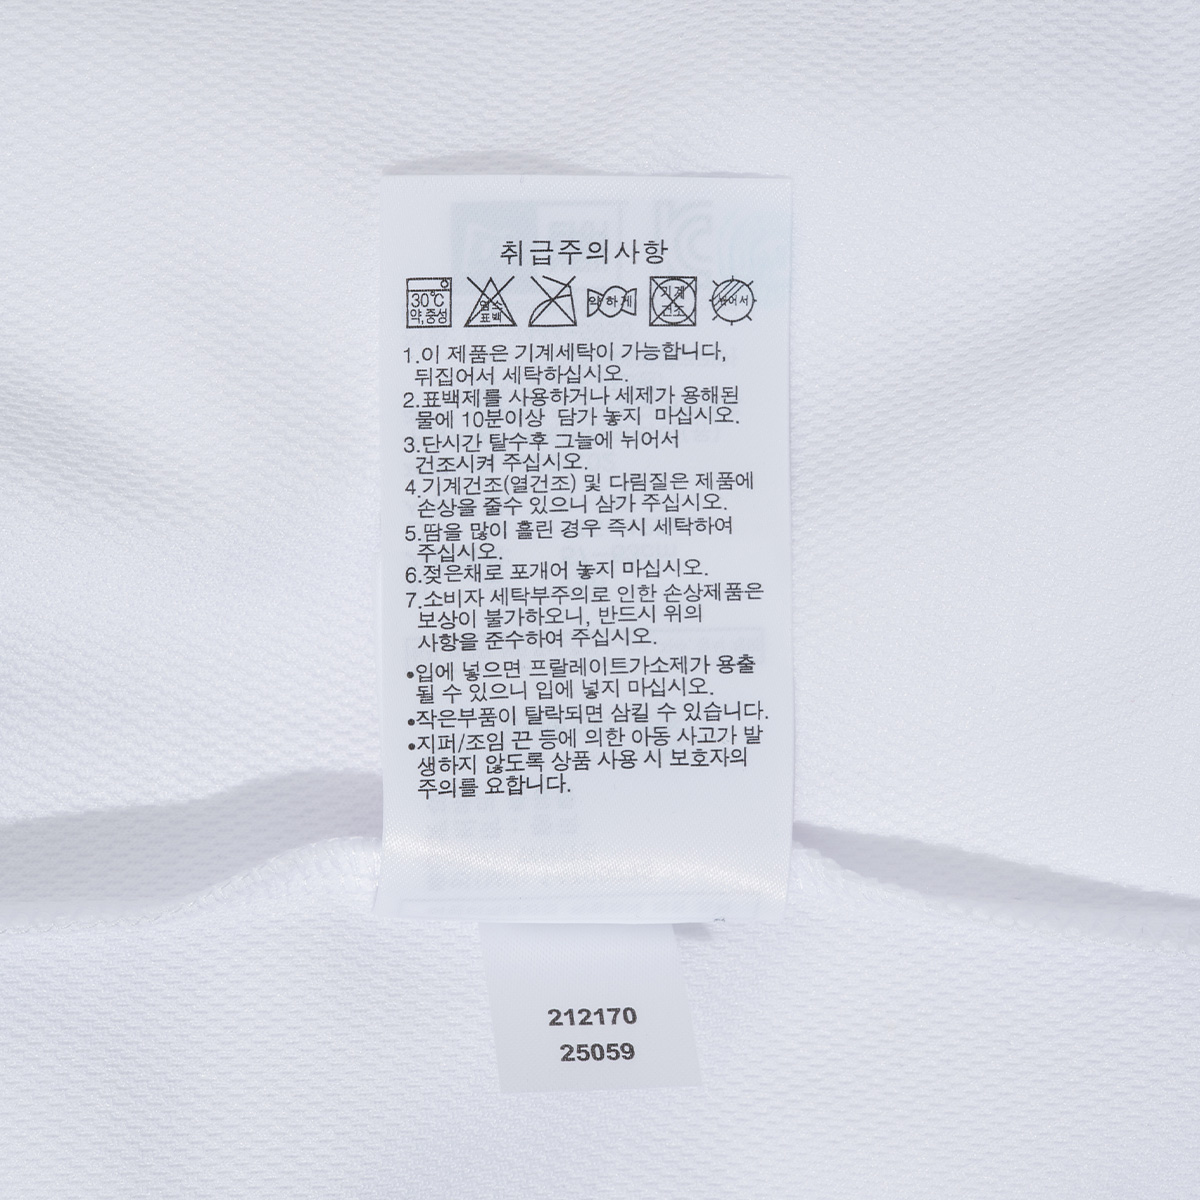 취급주의사항
30℃ 약,중성
염소 표백
약하게
기계 건조
뉘어서
1.이 제품은 기계세탁이 가능합니다,
뒤집어서 세탁하십시오.
2.표백제를 사용하거나 세제가 용해된
물에 10분이상 담가 놓지 마십시오.
3.단시간 탈수후 그늘에 뉘어서
건조시켜 주십시오.
4.기계건조(열건조) 및 다림질은 제품에
손상을 줄수 있으니 삼가 주십시오.
5.땀을 많이 흘린 경우 즉시 세탁하여
주십시오.
6.젖은채로 포개어 놓지 마십시오.
7.소비자 세탁부주의로 인한 손상제품은
보상이 불가하오니, 반드시 위의
사항을 준수하여 주십시오.
•입에 넣으면 프탈레이트가소제가 용출
될 수 있으니 입에 넣지 마십시오.
•작은부품이 탈락되면 삼킬 수 있습니다.
•지퍼/조임 끈 등에 의한 아동 사고가 발
생하지 않도록 상품 사용 시 보호자의
주의를 요합니다.
212170
25059